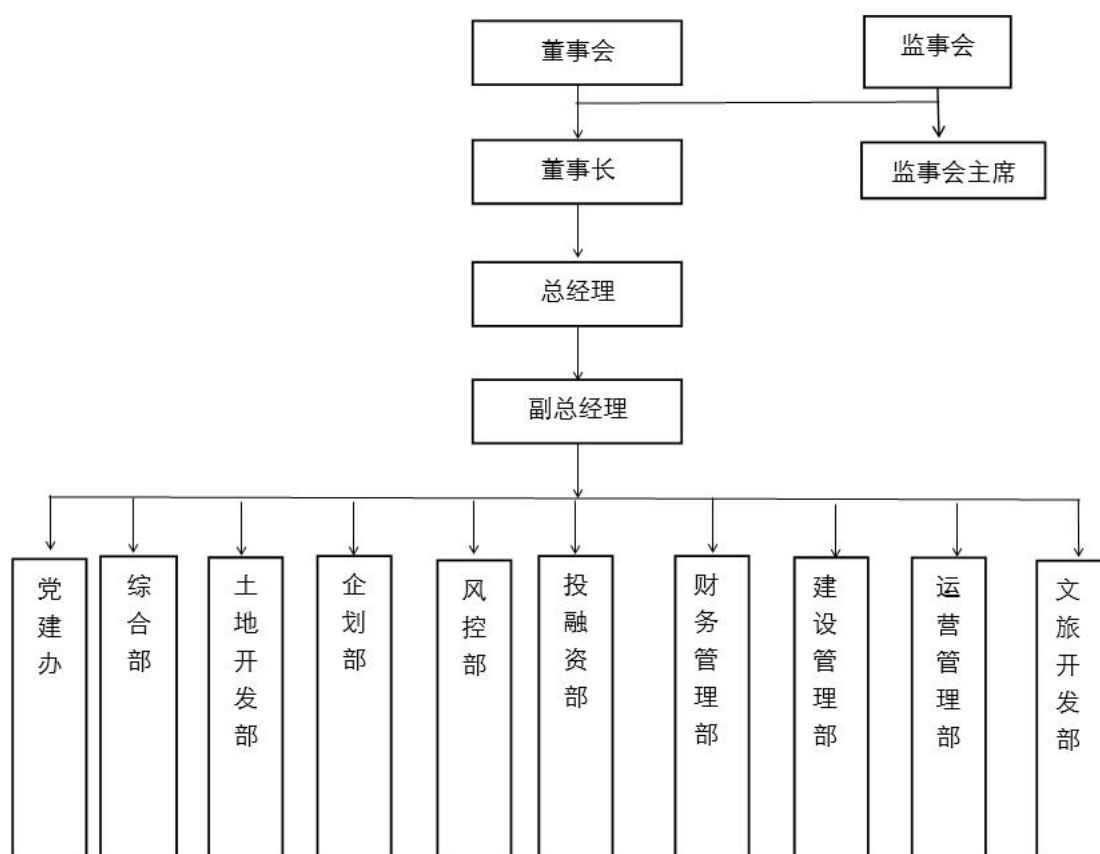 董事会
监事会
董事长
监事会主席
总经理
副总经理
党建办
综合部
土地开发部
企划部
风控部
投融资部
财务管理部
建设管理部
运营管理部
文旅开发部